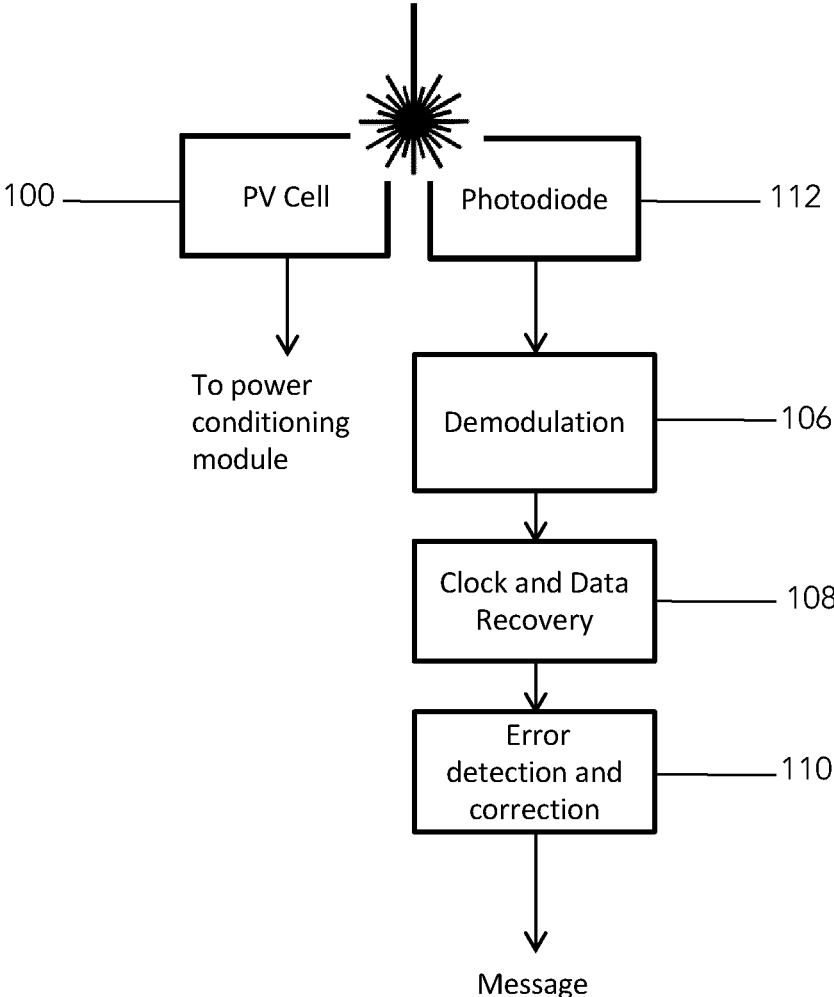 100
PV Cell
Photodiode
112
To power
conditioning
module
Demodulation
106
Clock and Data
Recovery
108
Error
detection and
correction
110
Message